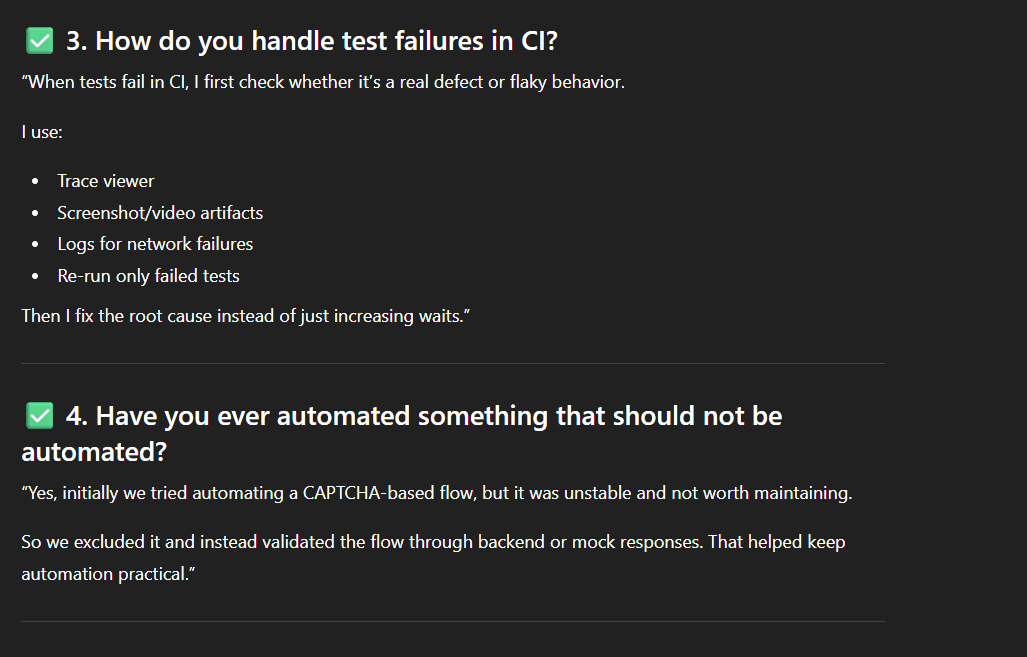 ✅ 3. How do you handle test failures in CI?
“When tests fail in CI, I first check whether it’s a real defect or flaky behavior.
I use:
• Trace viewer
• Screenshot/video artifacts
• Logs for network failures
• Re-run only failed tests
Then I fix the root cause instead of just increasing waits.”
✅ 4. Have you ever automated something that should not be
automated?
“Yes, initially we tried automating a CAPTCHA-based flow, but it was unstable and not worth maintaining.
So we excluded it and instead validated the flow through backend or mock responses. That helped keep
automation practical.”